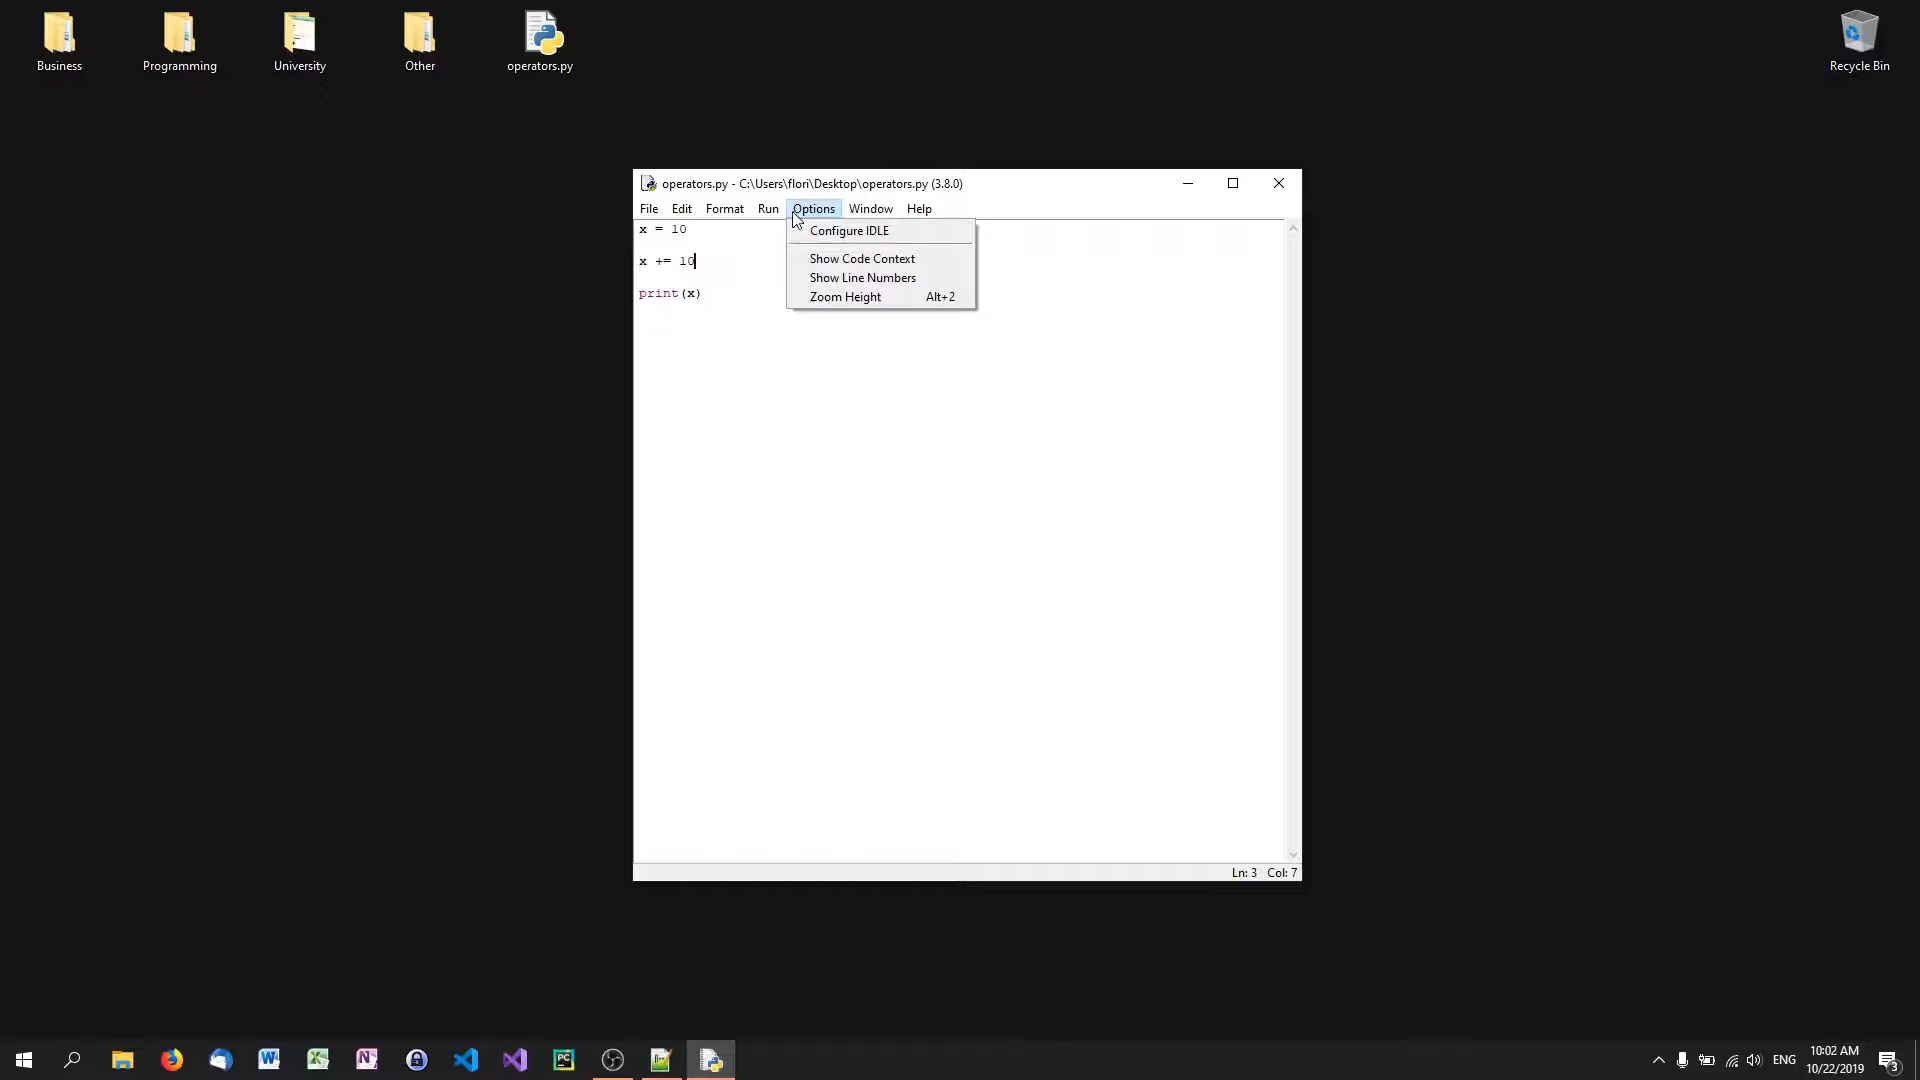 Business
Programming
University
Other
operators.py
Recycle Bin
operators.py - C:\Users\flori\Desktop\operators.py (3.8.0)
File Edit Format Run Options Window Help
x = 10
x += 10
print(x)
Configure IDLE
Show Code Context
Show Line Numbers
Zoom Height Alt+2
Ln: 3 Col: 7
ENG
10:02 AM
10/22/2019
3